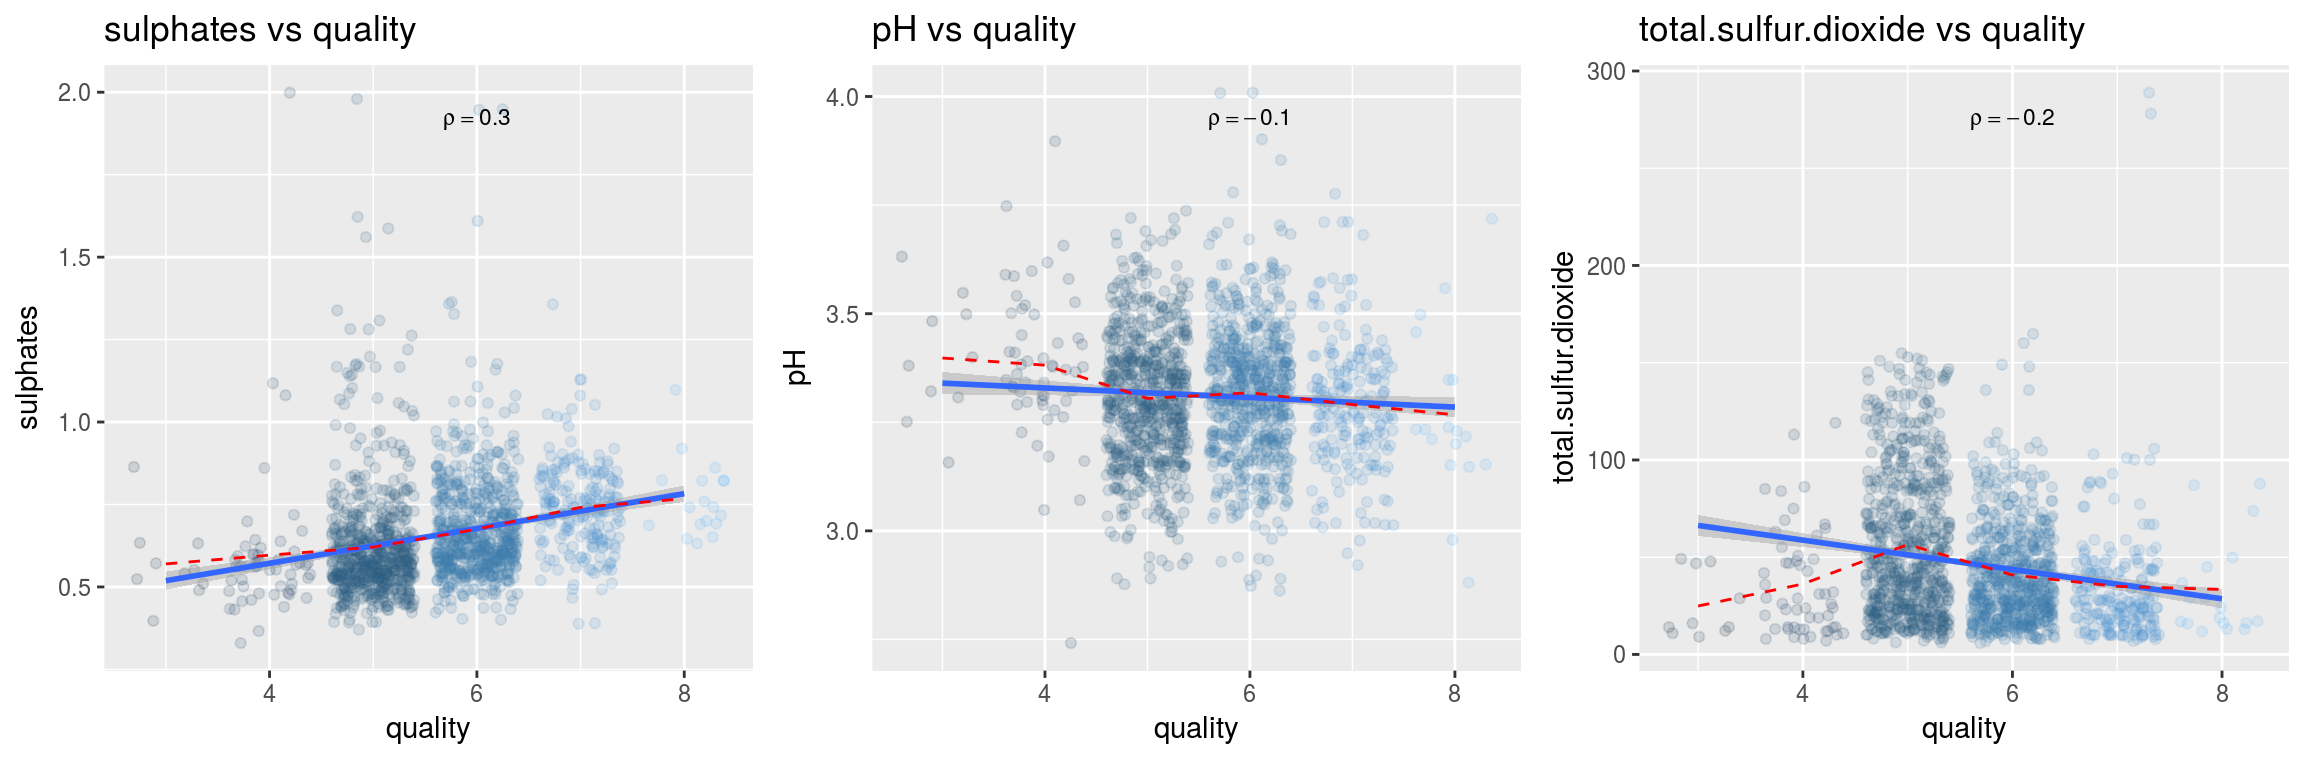 sulphates vs quality
2.0
1.5
1.0
0.5
sulphates
ρ = 0.3
4 6 8
quality
pH vs quality
4.0
3.5
3.0
pH
ρ = − 0.1
4 6 8
quality
total.sulfur.dioxide vs quality
300
200
100
0
total.sulfur.dioxide
ρ = − 0.2
4 6 8
quality